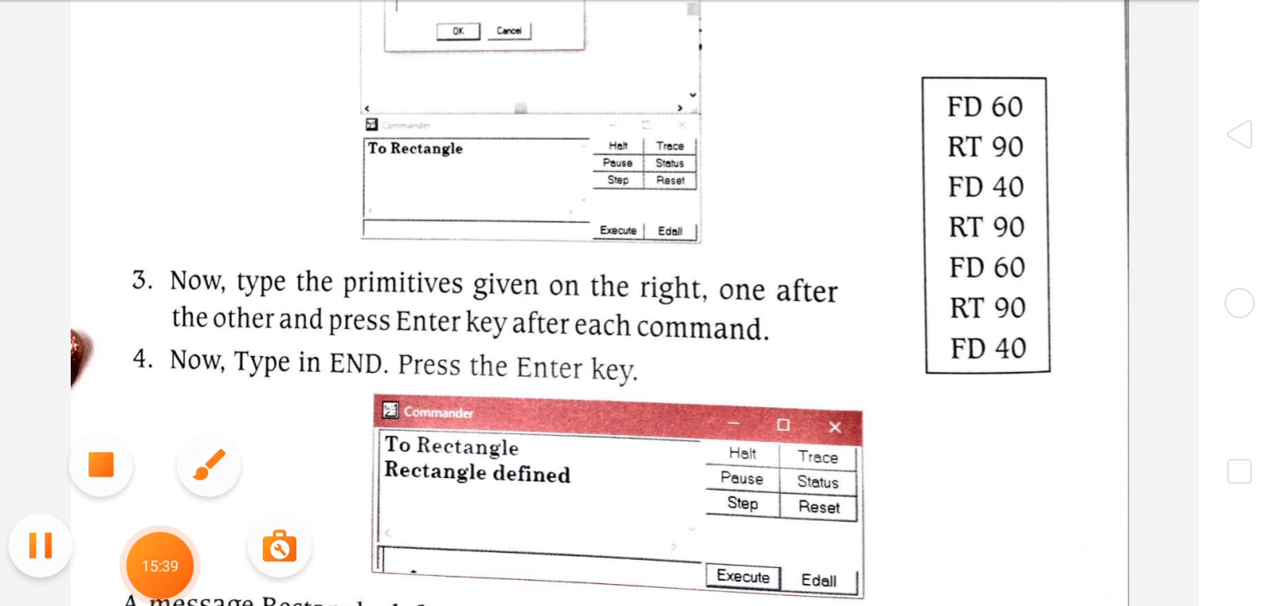 OK Cancel
Commander
To Rectangle
Halt Trace
Pause Status
Step Reset
Execute Edall
FD 60
RT 90
FD 40
RT 90
FD 60
RT 90
FD 40
3. Now, type the primitives given on the right, one after
the other and press Enter key after each command.
4. Now, Type in END. Press the Enter key.
Commander
To Rectangle
Rectangle defined
Halt Trace
Pause Status
Step Reset
Execute Edall
15:39
A message